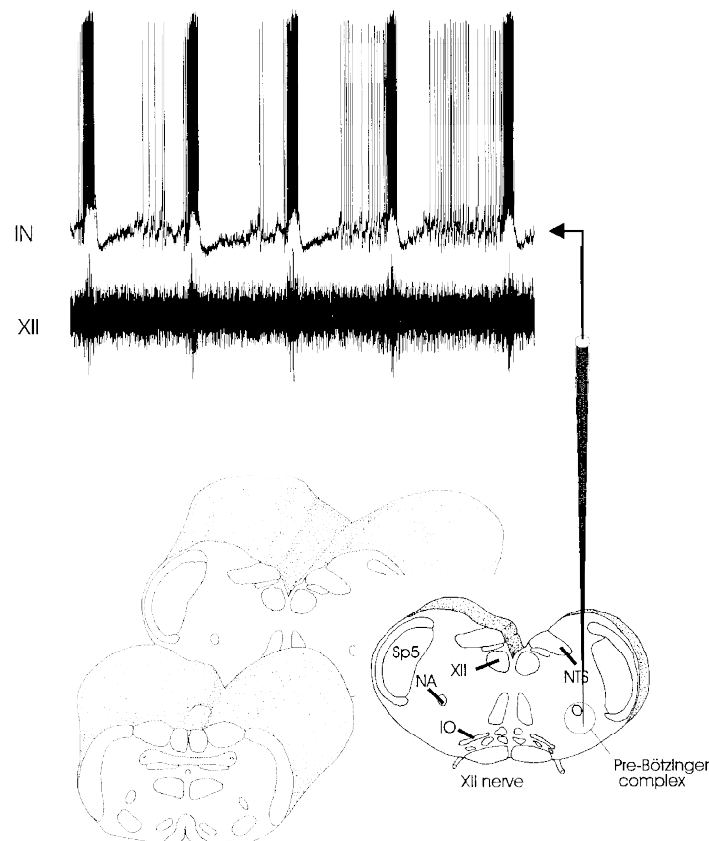 IN
XII
Sp5
XII
NA
NTS
IO
XII nerve
Pre-Bötzinger
complex